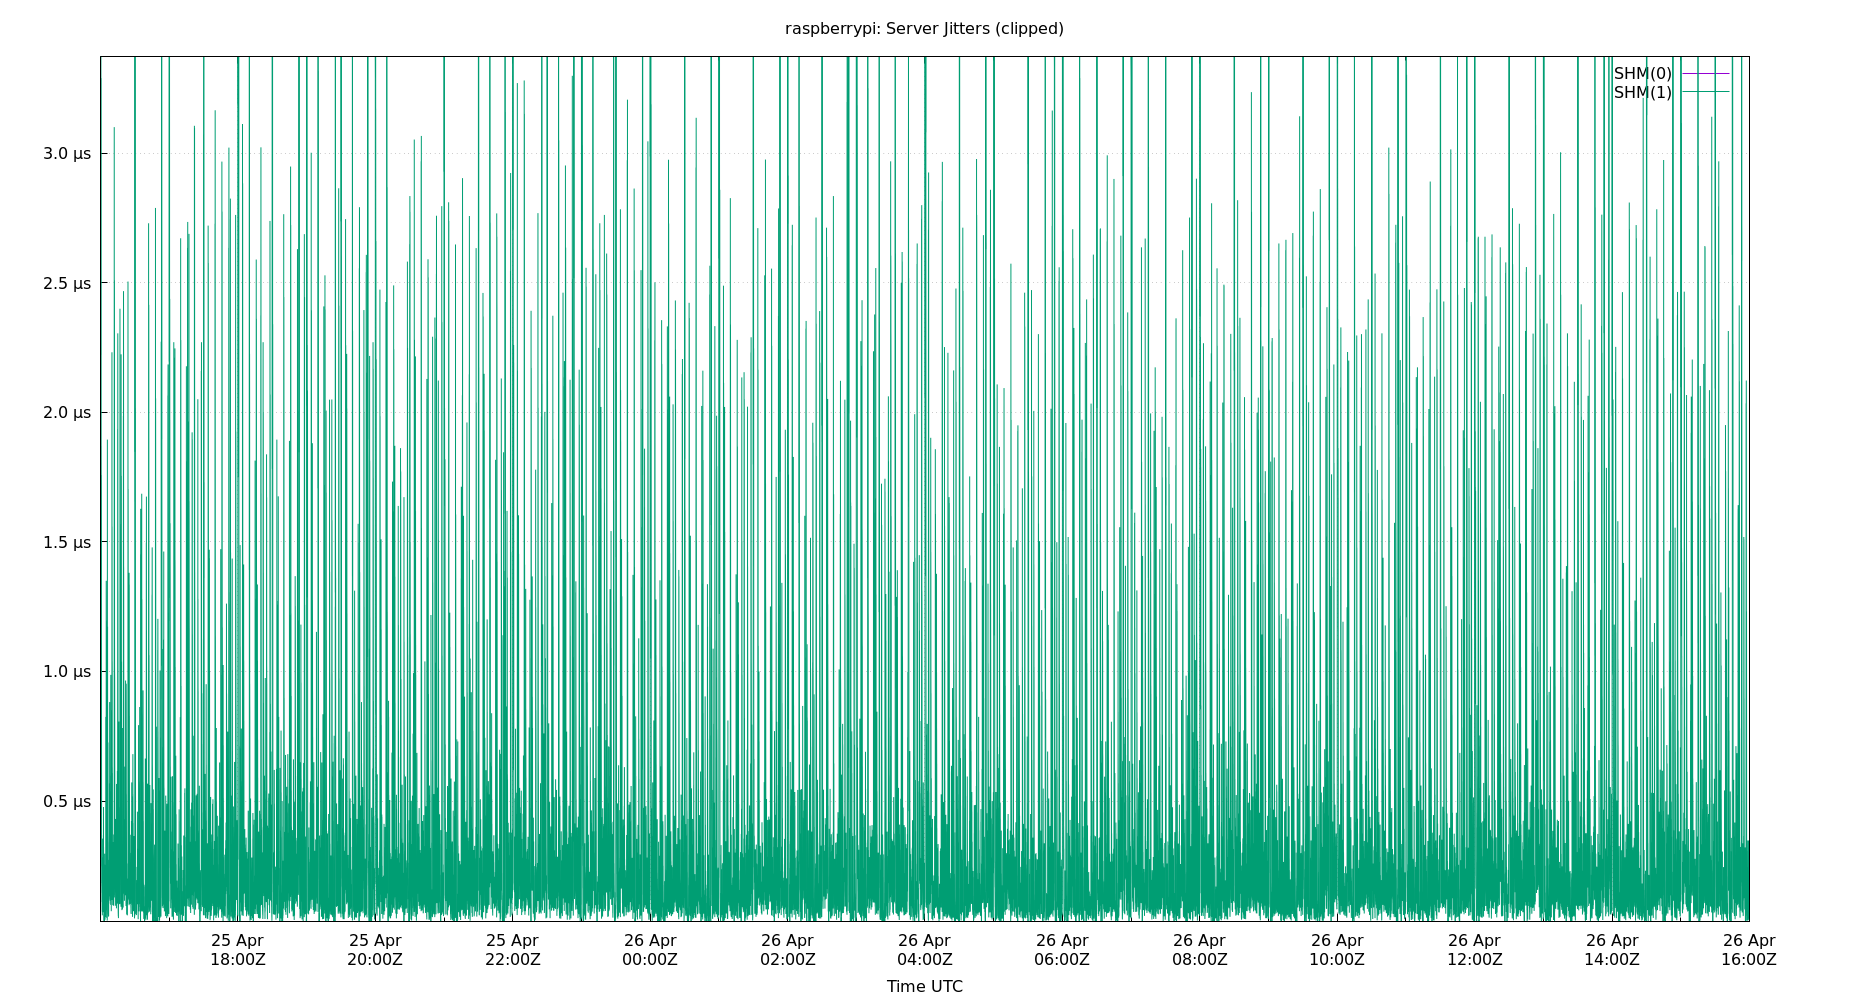 raspberrypi: Server Jitters (clipped)
SHM(0)
SHM(1)
3.0 µs
2.5 µs
2.0 µs
1.5 µs
1.0 µs
0.5 µs
25 Apr 25 Apr 25 Apr 26 Apr 26 Apr 26 Apr 26 Apr 26 Apr 26 Apr 26 Apr 26 Apr 26 Apr
18:00Z 20:00Z 22:00Z 00:00Z 02:00Z 04:00Z 06:00Z 08:00Z 10:00Z 12:00Z 14:00Z 16:00Z
Time UTC